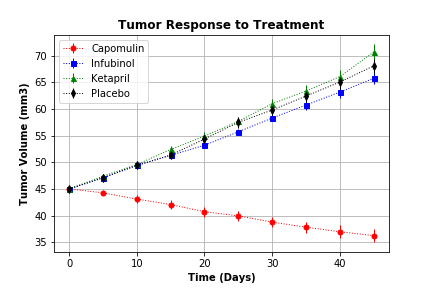 Tumor Response to Treatment
Capomulin
Infubinol
Ketapril
Placebo
70
65
60
55
50
45
40
35
Tumor Volume (mm3)
0 10 20 30 40
Time (Days)